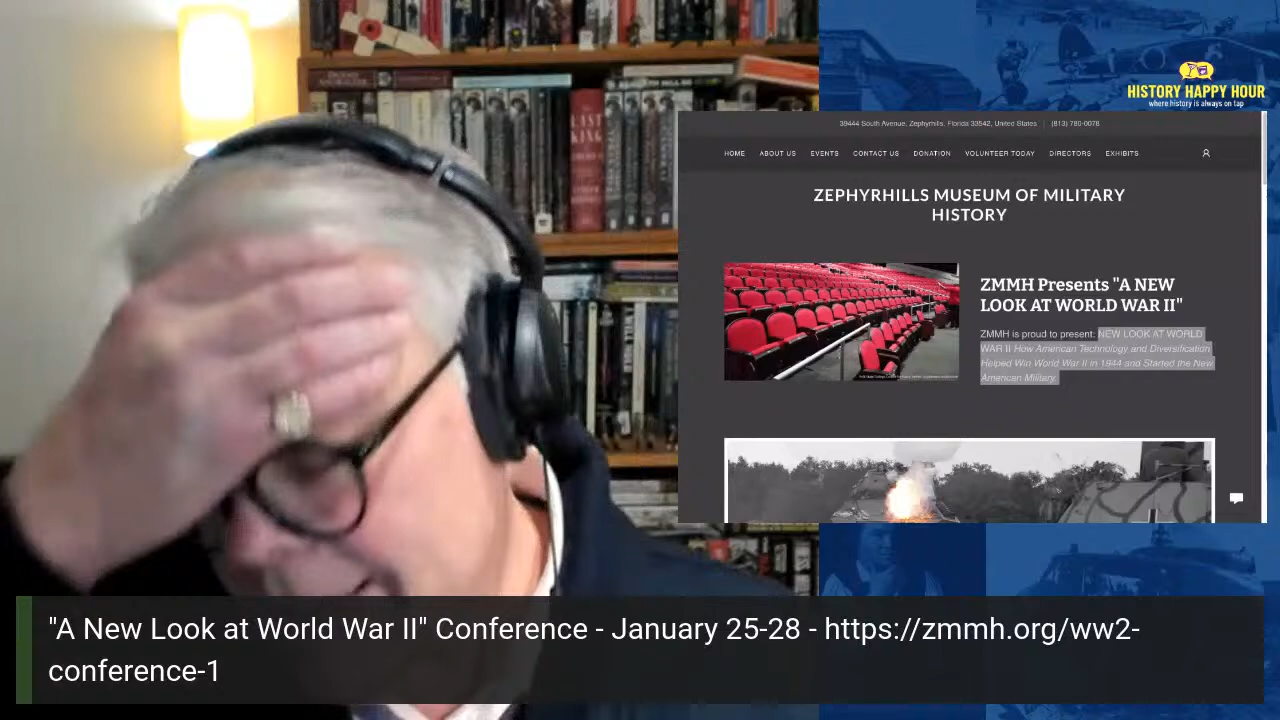 HISTORY HAPPY HOUR
where history is always on tap
39444 South Avenue, Zephyrhills, Florida 33542, United States | (813) 780-0078
HOME ABOUT US EVENTS CONTACT US DONATION VOLUNTEER TODAY DIRECTORS EXHIBITS
ZEPHYRHILLS MUSEUM OF MILITARY
HISTORY
ZMMH Presents "A NEW
LOOK AT WORLD WAR II"
ZMMH is proud to present: NEW LOOK AT WORLD
WAR II How American Technology and Diversification
Helped Win World War II in 1944 and Started the New
American Military.
THE
LAST
KING
"A New Look at World War II" Conference - January 25-28 - https://zmmh.org/ww2-
conference-1